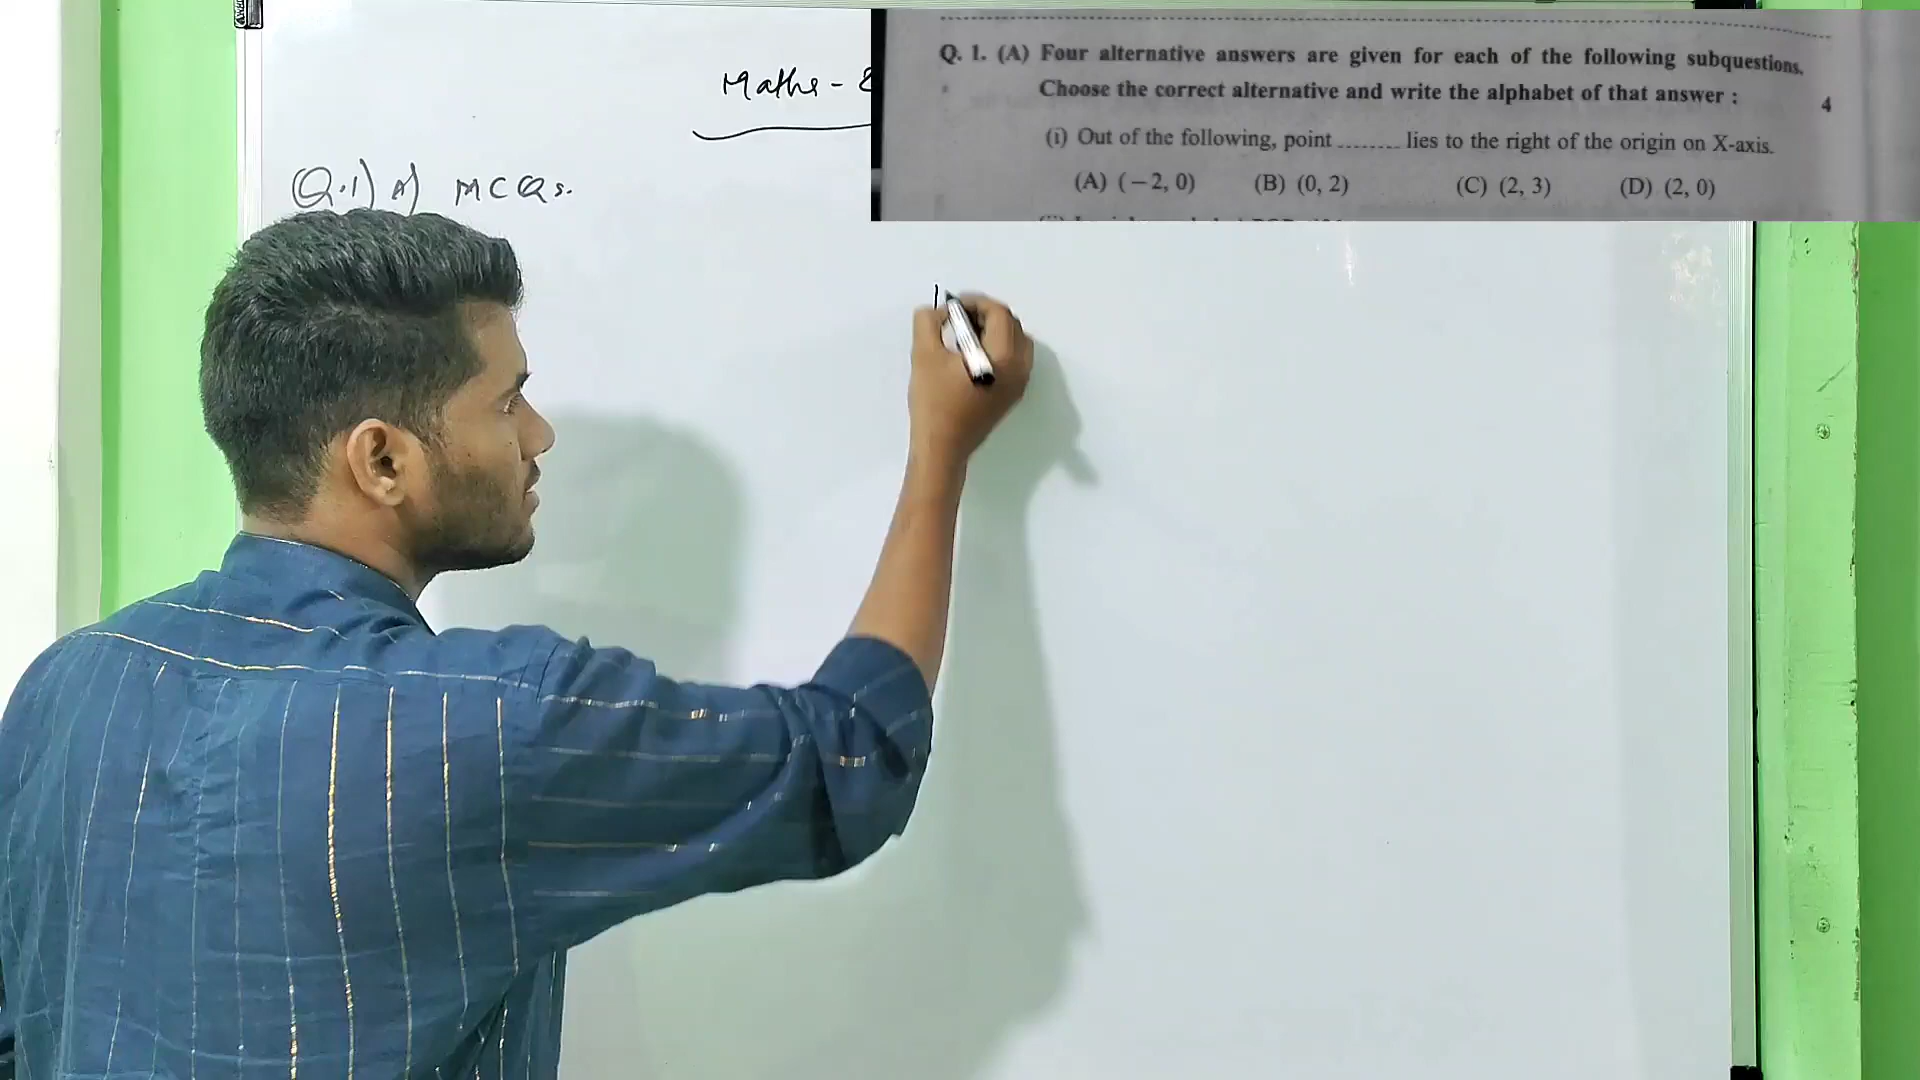 Maths -
Q.1) A) MCQs.
Q. 1. (A) Four alternative answers are given for each of the following subquestions.
Choose the correct alternative and write the alphabet of that answer : 4
(i) Out of the following, point ........ lies to the right of the origin on X-axis.
(A) (−2, 0) (B) (0, 2) (C) (2, 3) (D) (2, 0)